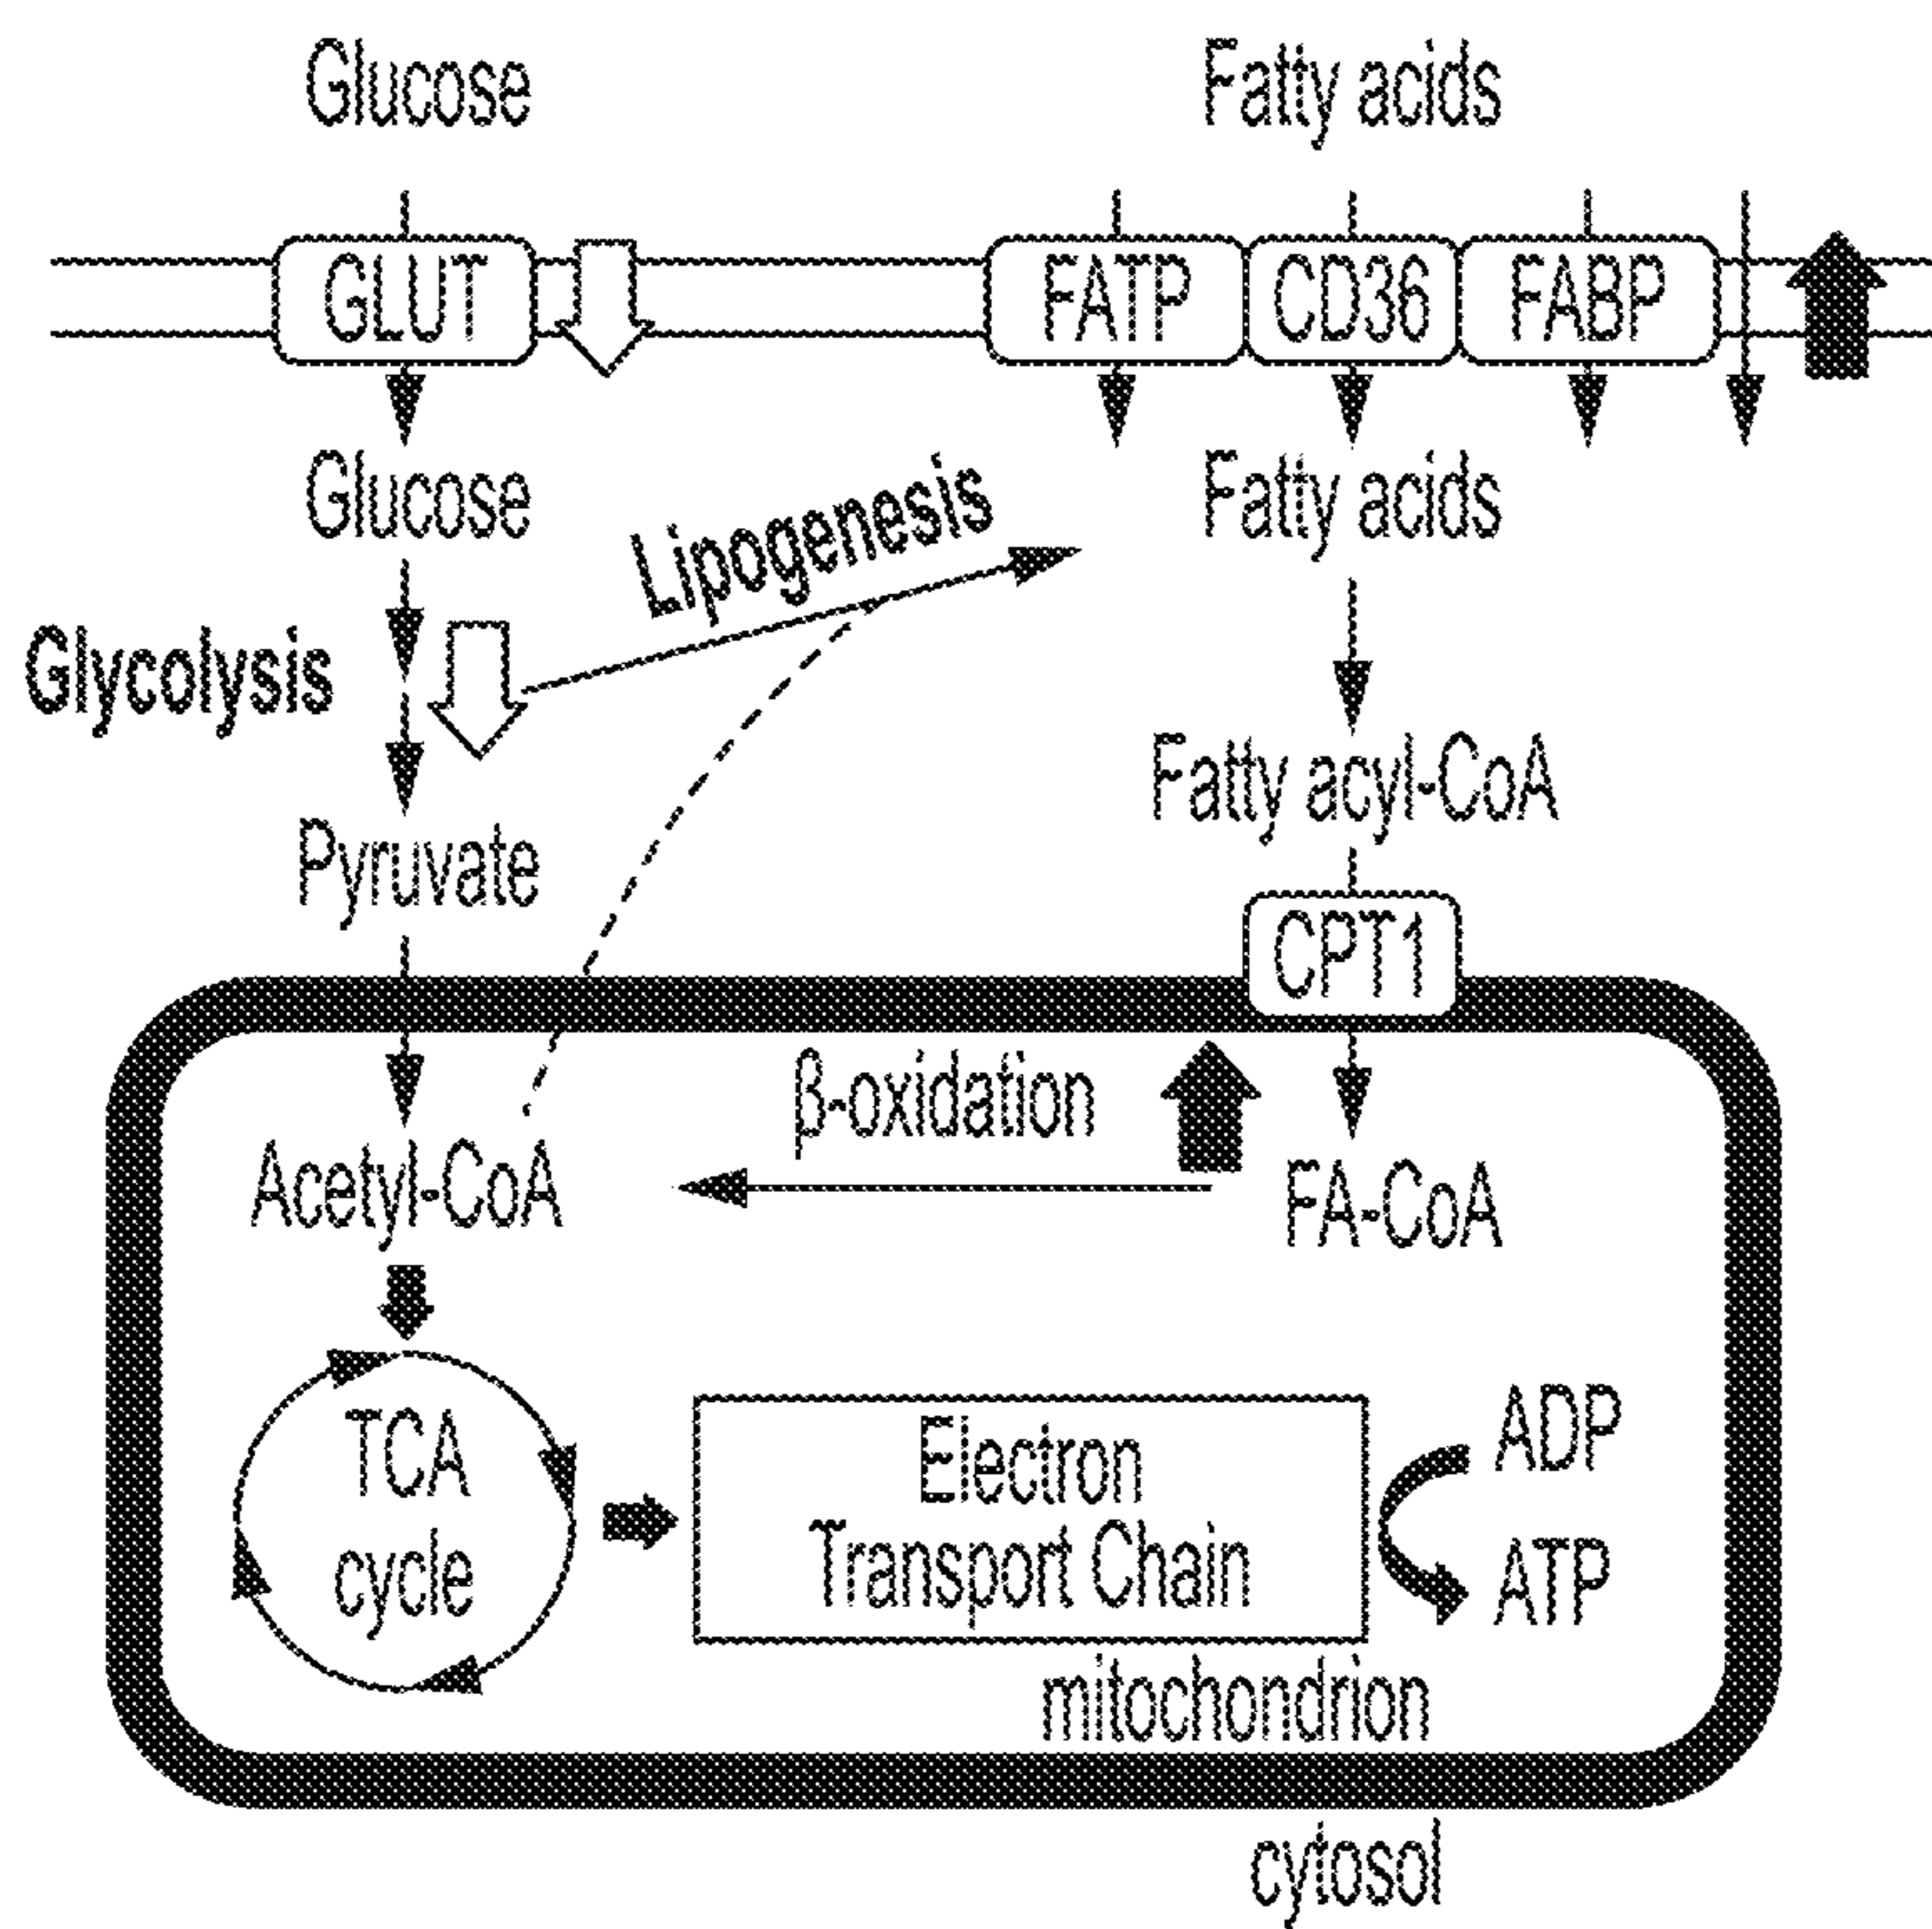 Glucose
Fatty acids
GLUT
FATP
CD36
FABP
Glucose
Lipogenesis
Fatty acids
Glycolysis
Fatty acyl-CoA
Pyruvate
CPT1
β-oxidation
Acetyl-CoA
FA-CoA
TCA
cycle
Electron
Transport Chain
ADP
ATP
mitochondrion
cytosol